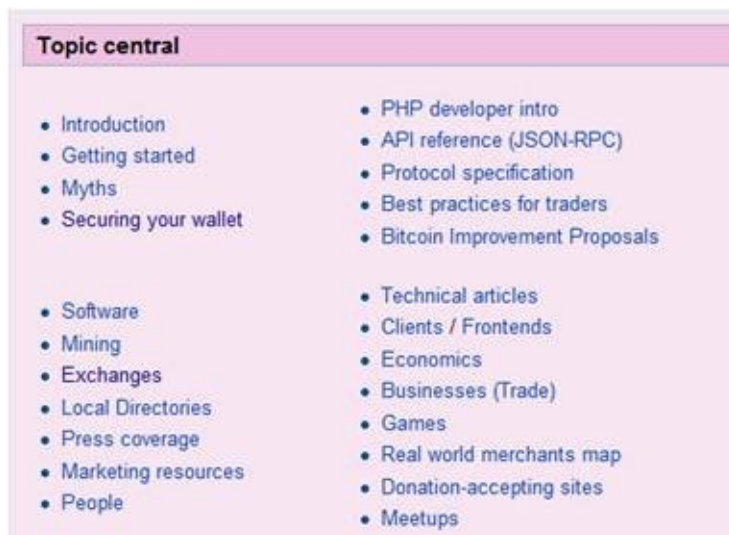 Topic central
Introduction
Getting started
Myths
Securing your wallet
Software
Mining
Exchanges
Local Directories
Press coverage
Marketing resources
People
PHP developer intro
API reference (JSON-RPC)
Protocol specification
Best practices for traders
Bitcoin Improvement Proposals
Technical articles
Clients / Frontends
Economics
Businesses (Trade)
Games
Real world merchants map
Donation-accepting sites
Meetups